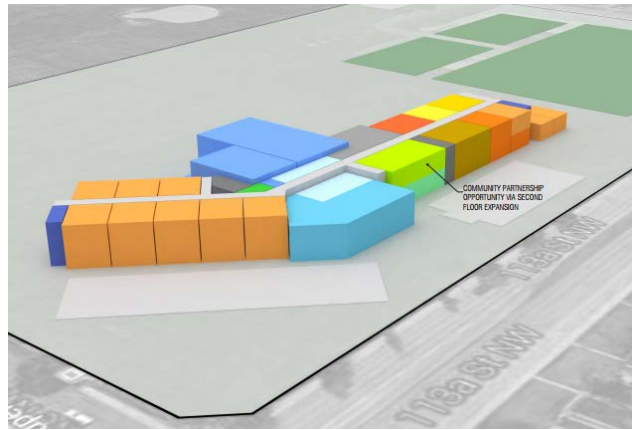 COMMUNITY PARTNERSHIP
OPPORTUNITY VIA SECOND
FLOOR EXPANSION
113a St NW
113a St NW